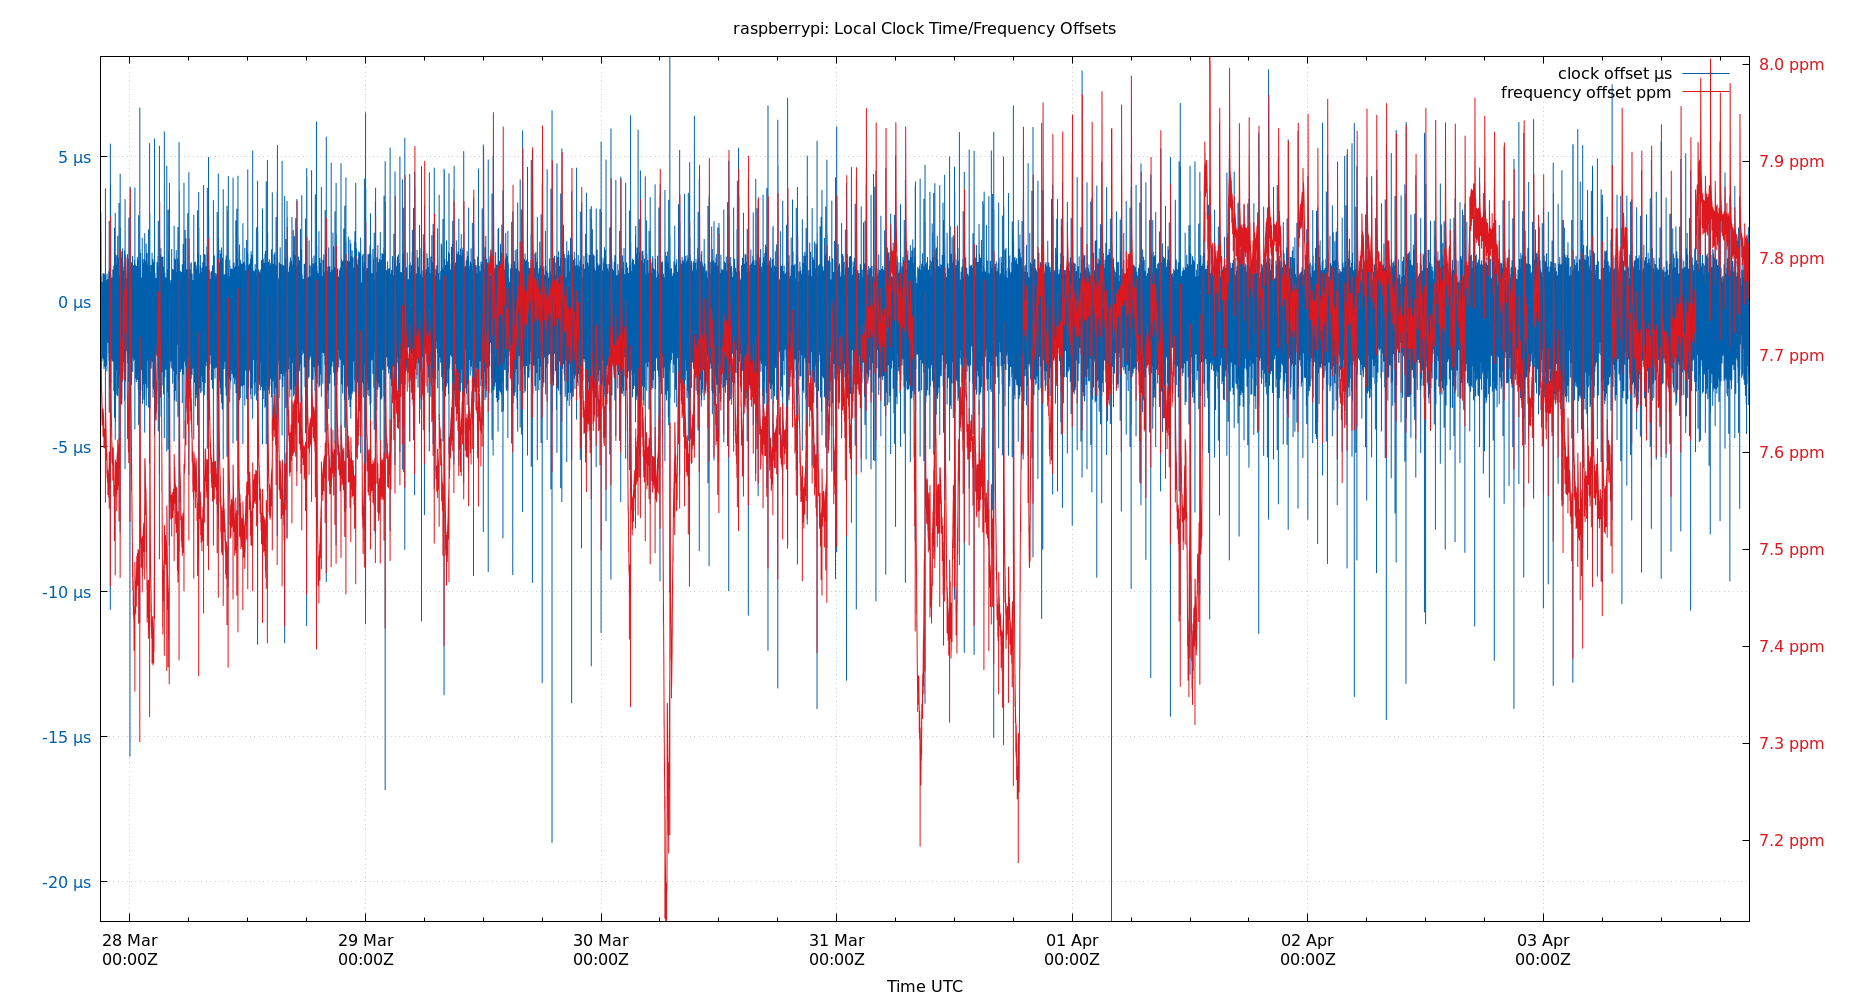 raspberrypi: Local Clock Time/Frequency Offsets
clock offset µs
frequency offset ppm
5 µs
0 µs
-5 µs
-10 µs
-15 µs
-20 µs
8.0 ppm
7.9 ppm
7.8 ppm
7.7 ppm
7.6 ppm
7.5 ppm
7.4 ppm
7.3 ppm
7.2 ppm
28 Mar
00:00Z
29 Mar
00:00Z
30 Mar
00:00Z
31 Mar
00:00Z
01 Apr
00:00Z
02 Apr
00:00Z
03 Apr
00:00Z
Time UTC